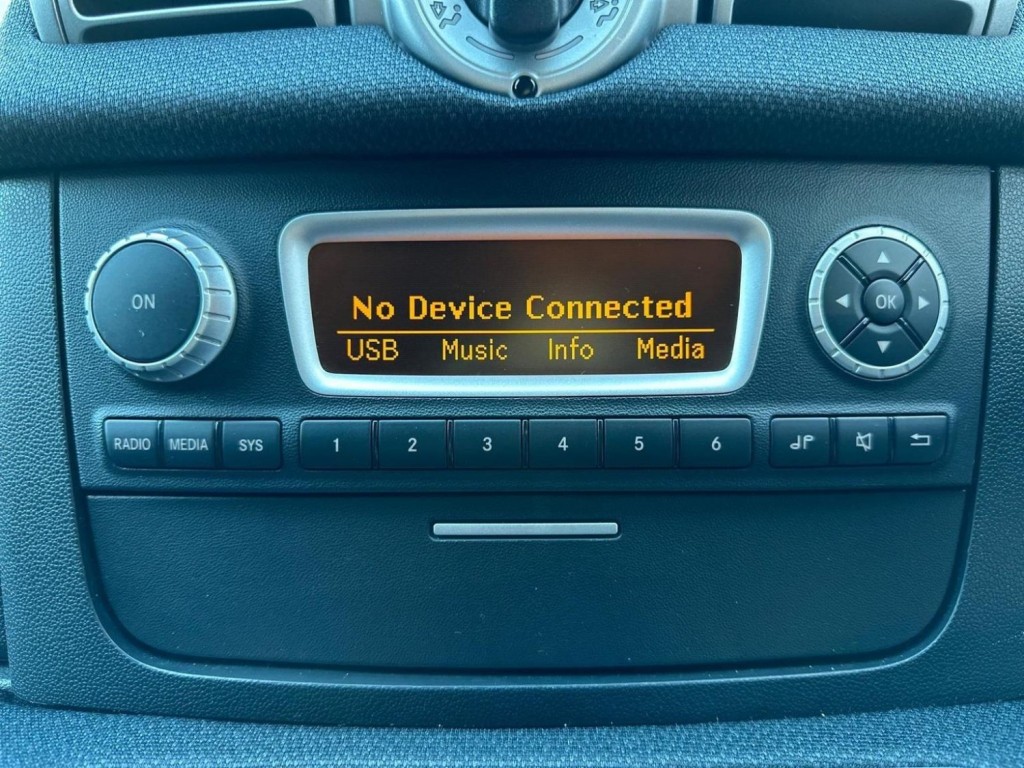 No Device Connected
USB Music Info Media
ON
OK
RADIO MEDIA SYS 1 2 3 4 5 6